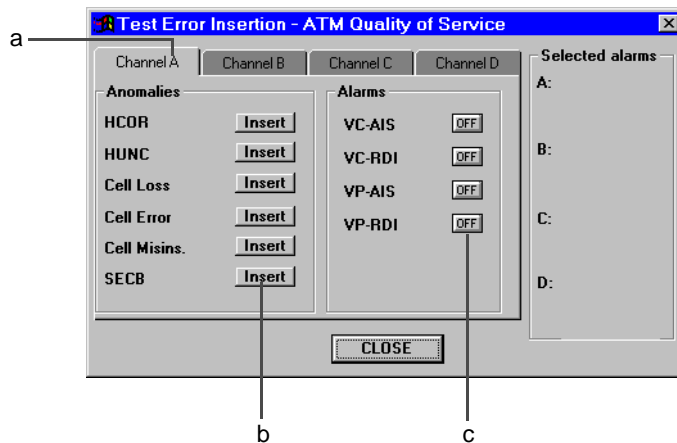 Test Error Insertion - ATM Quality of Service
a
Channel A Channel B Channel C Channel D
Selected alarms
Anomalies
HCOR Insert
HUNC Insert
Cell Loss Insert
Cell Error Insert
Cell Misins. Insert
SECB Insert
Alarms
VC-AIS OFF
VC-RDI OFF
VP-AIS OFF
VP-RDI OFF
A:
B:
C:
D:
CLOSE
b c